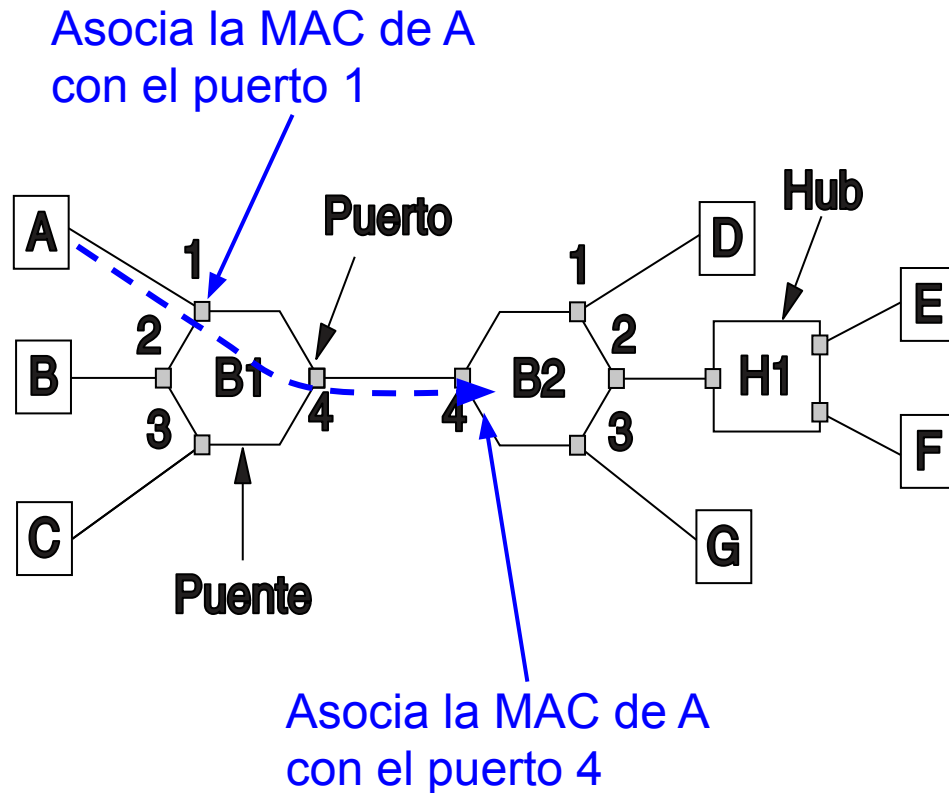 Asocia la MAC de A
con el puerto 1
Hub
Puerto
A
D
1
1
E
2
2
B
B1
B2
H1
4
4
3
3
F
C
G
Puente
Asocia la MAC de A
con el puerto 4